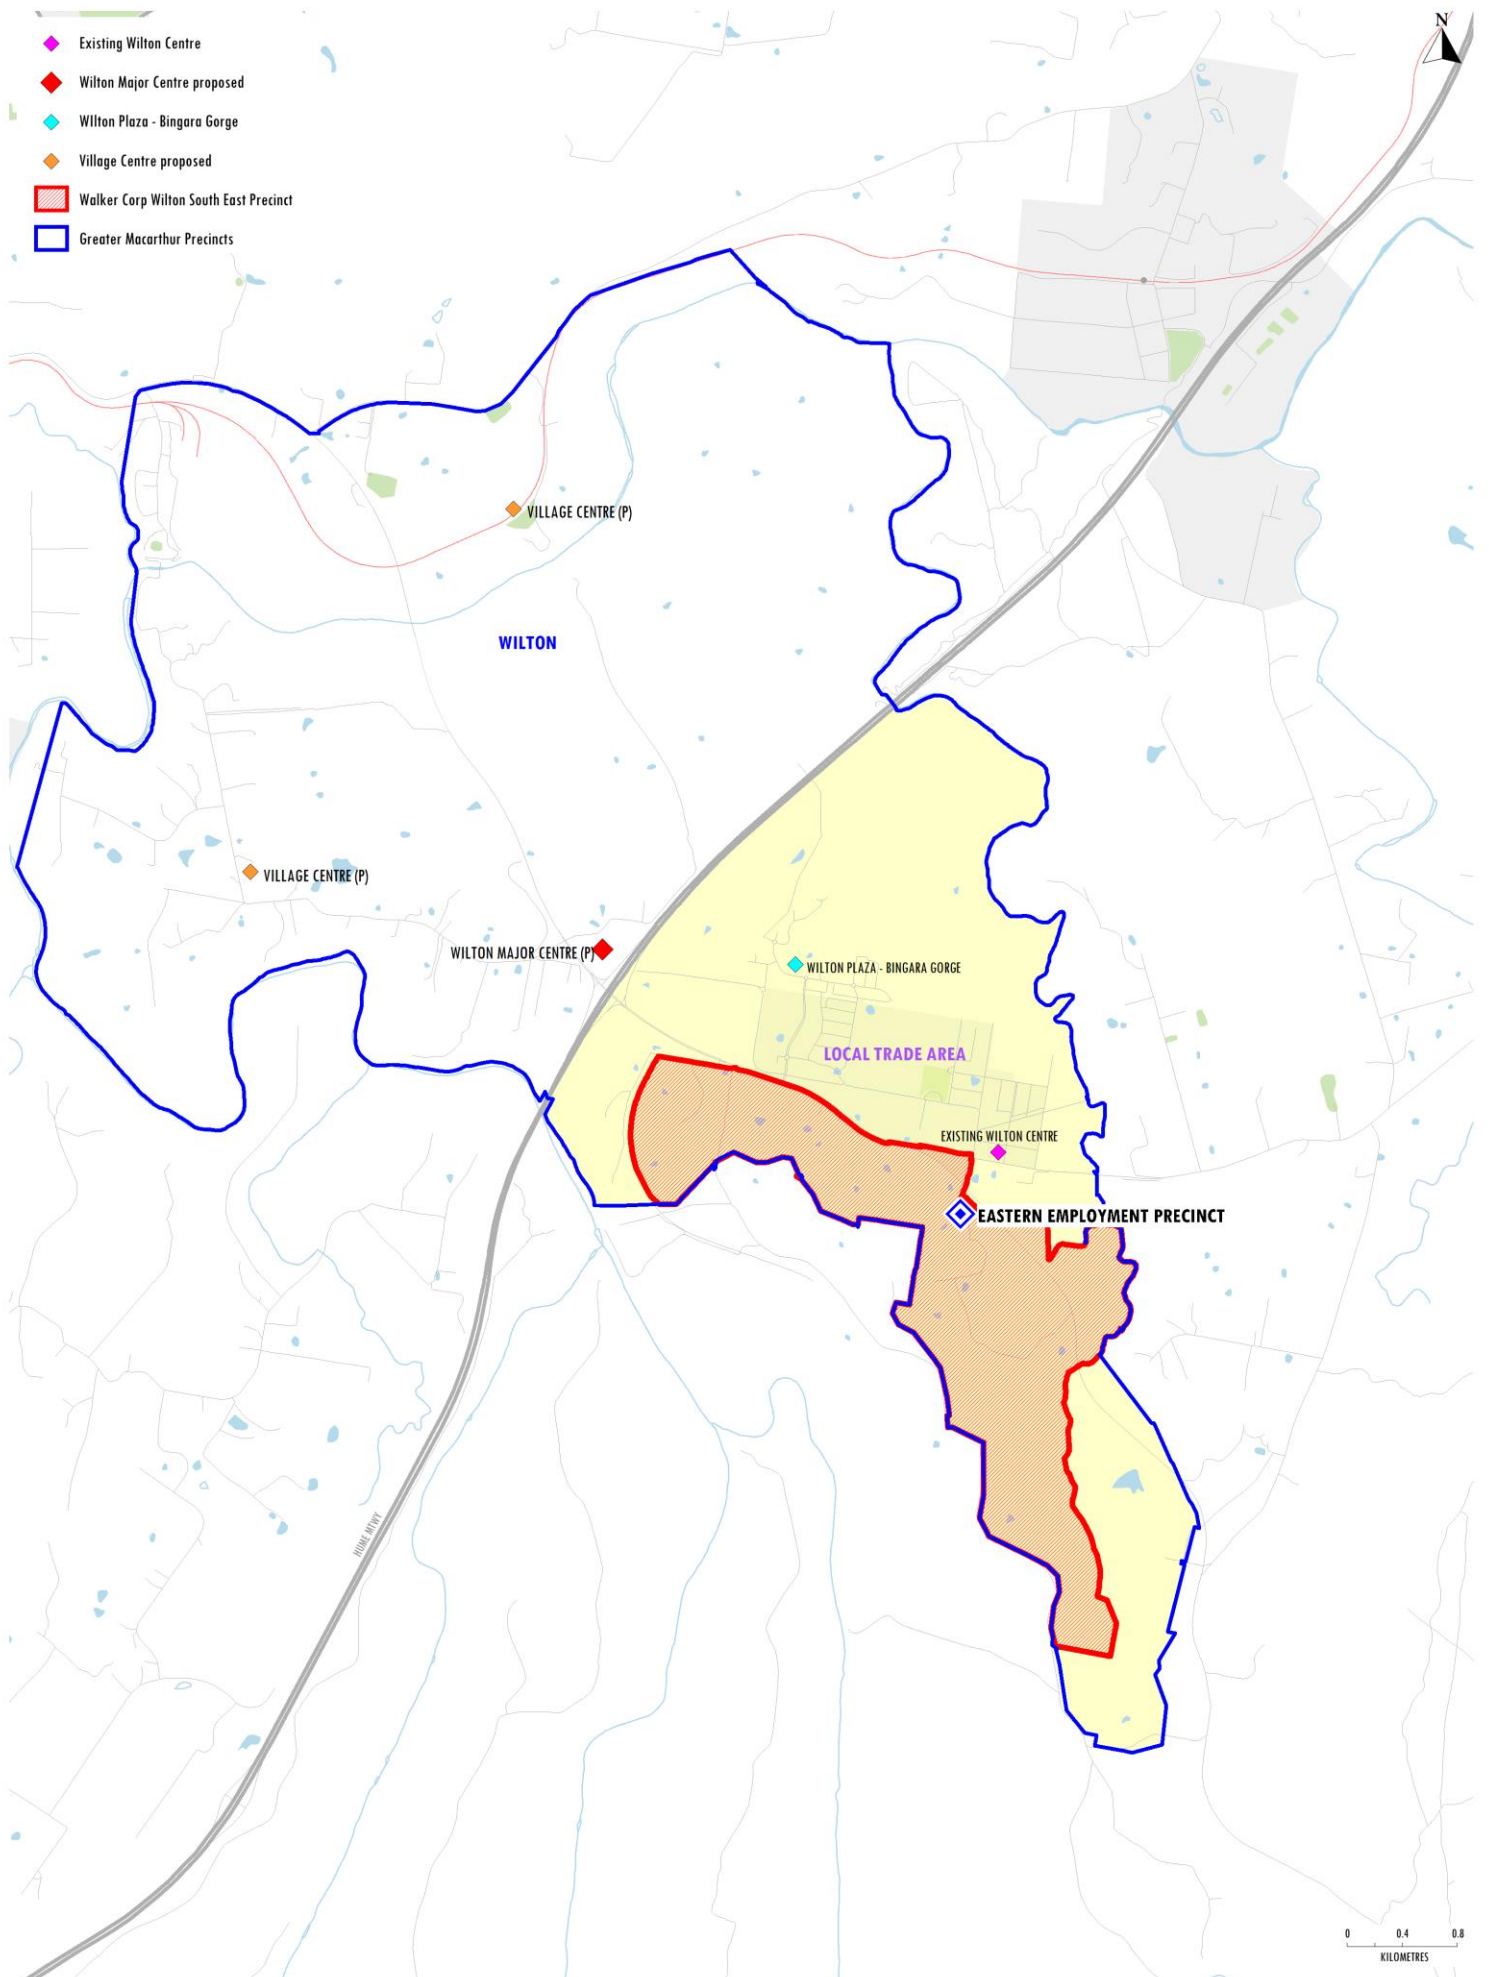 N
Existing Wilton Centre
Wilton Major Centre proposed
WIlton Plaza - Bingara Gorge
Village Centre proposed
Walker Corp Wilton South East Precinct
Greater Macarthur Precincts
VILLAGE CENTRE (P)
WILTON
VILLAGE CENTRE (P)
WILTON MAJOR CENTRE (P)
WILTON PLAZA - BINGARA GORGE
LOCAL TRADE AREA
EXISTING WILTON CENTRE
EASTERN EMPLOYMENT PRECINCT
HUME MTWY
0 0.4 0.8
KILOMETRES